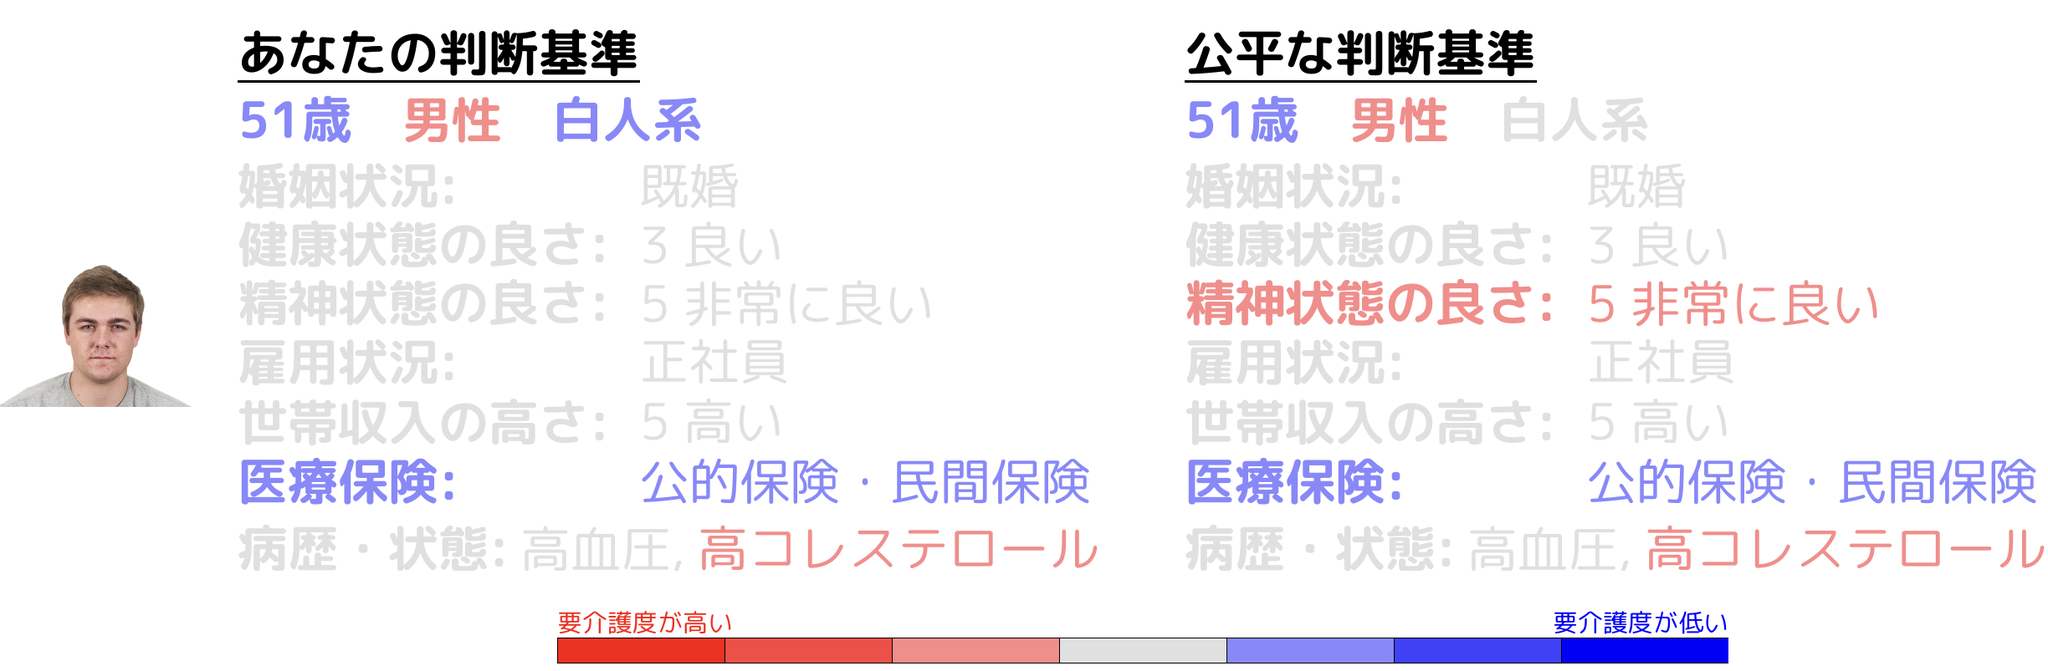 あなたの判断基準
51歳 男性 白人系
婚姻状況: 既婚
健康状態の良さ: 3 良い
精神状態の良さ: 5 非常に良い
雇用状況: 正社員
世帯収入の高さ: 5 高い
医療保険: 公的保険・民間保険
病歴・状態: 高血圧, 高コレステロール
公平な判断基準
51歳 男性 白人系
婚姻状況: 既婚
健康状態の良さ: 3 良い
精神状態の良さ: 5 非常に良い
雇用状況: 正社員
世帯収入の高さ: 5 高い
医療保険: 公的保険・民間保険
病歴・状態: 高血圧, 高コレステロール
要介護度が高い
要介護度が低い